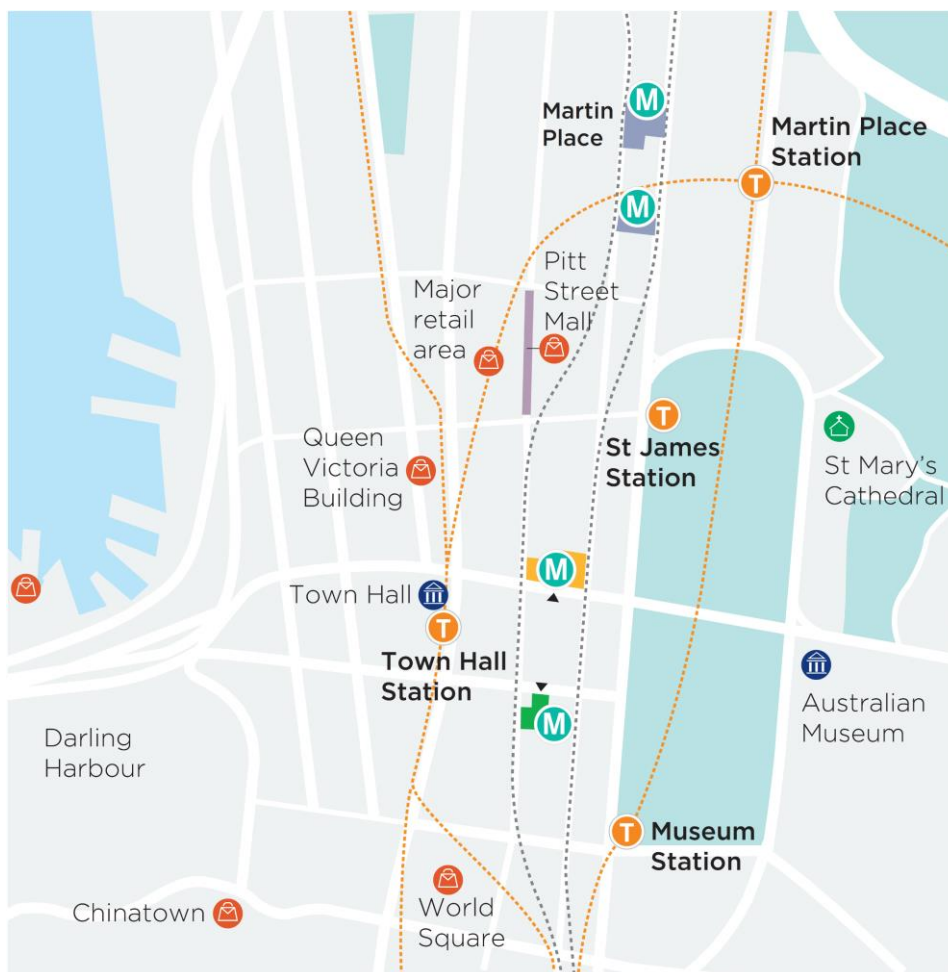 M
Martin
Place
Martin Place
Station
T
M
Pitt
Street
Mall
Major
retail
area
T
St James
Station
Queen
Victoria
Building
St Mary's
Cathedral
M
Town Hall
T
Town Hall
Station
M
Australian
Museum
Darling
Harbour
T
Museum
Station
World
Square
Chinatown